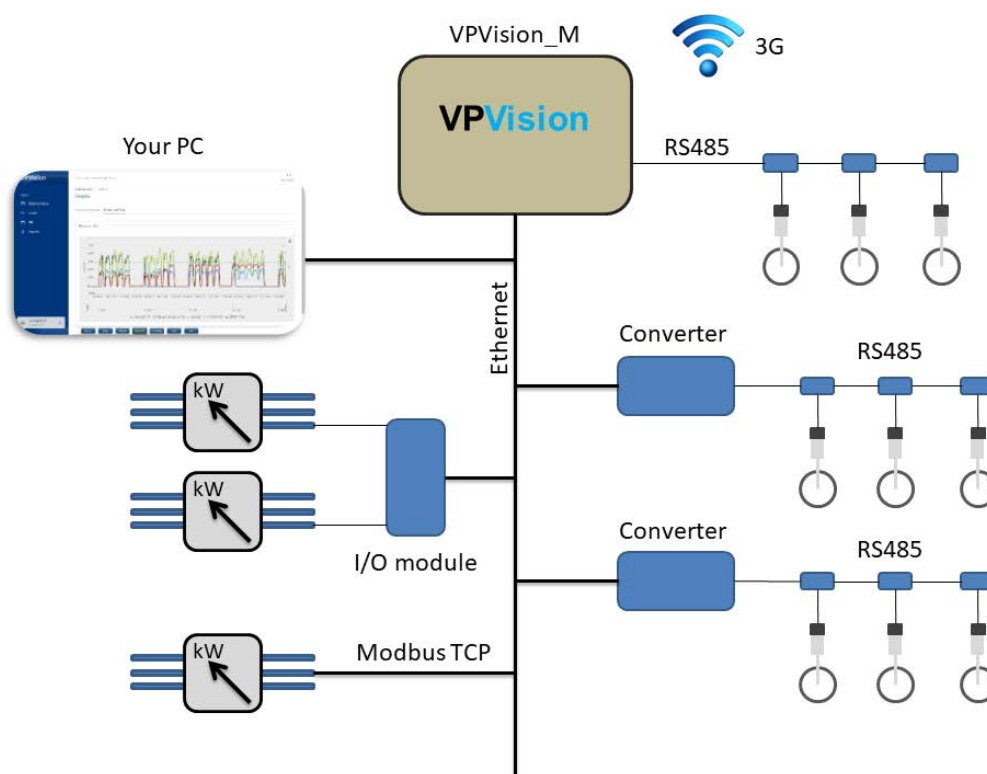 VPVision_M
3G
VPVision
Your PC
RS485
Ethernet
Converter
RS485
kW
kW
I/O module
Converter
RS485
kW
Modbus TCP